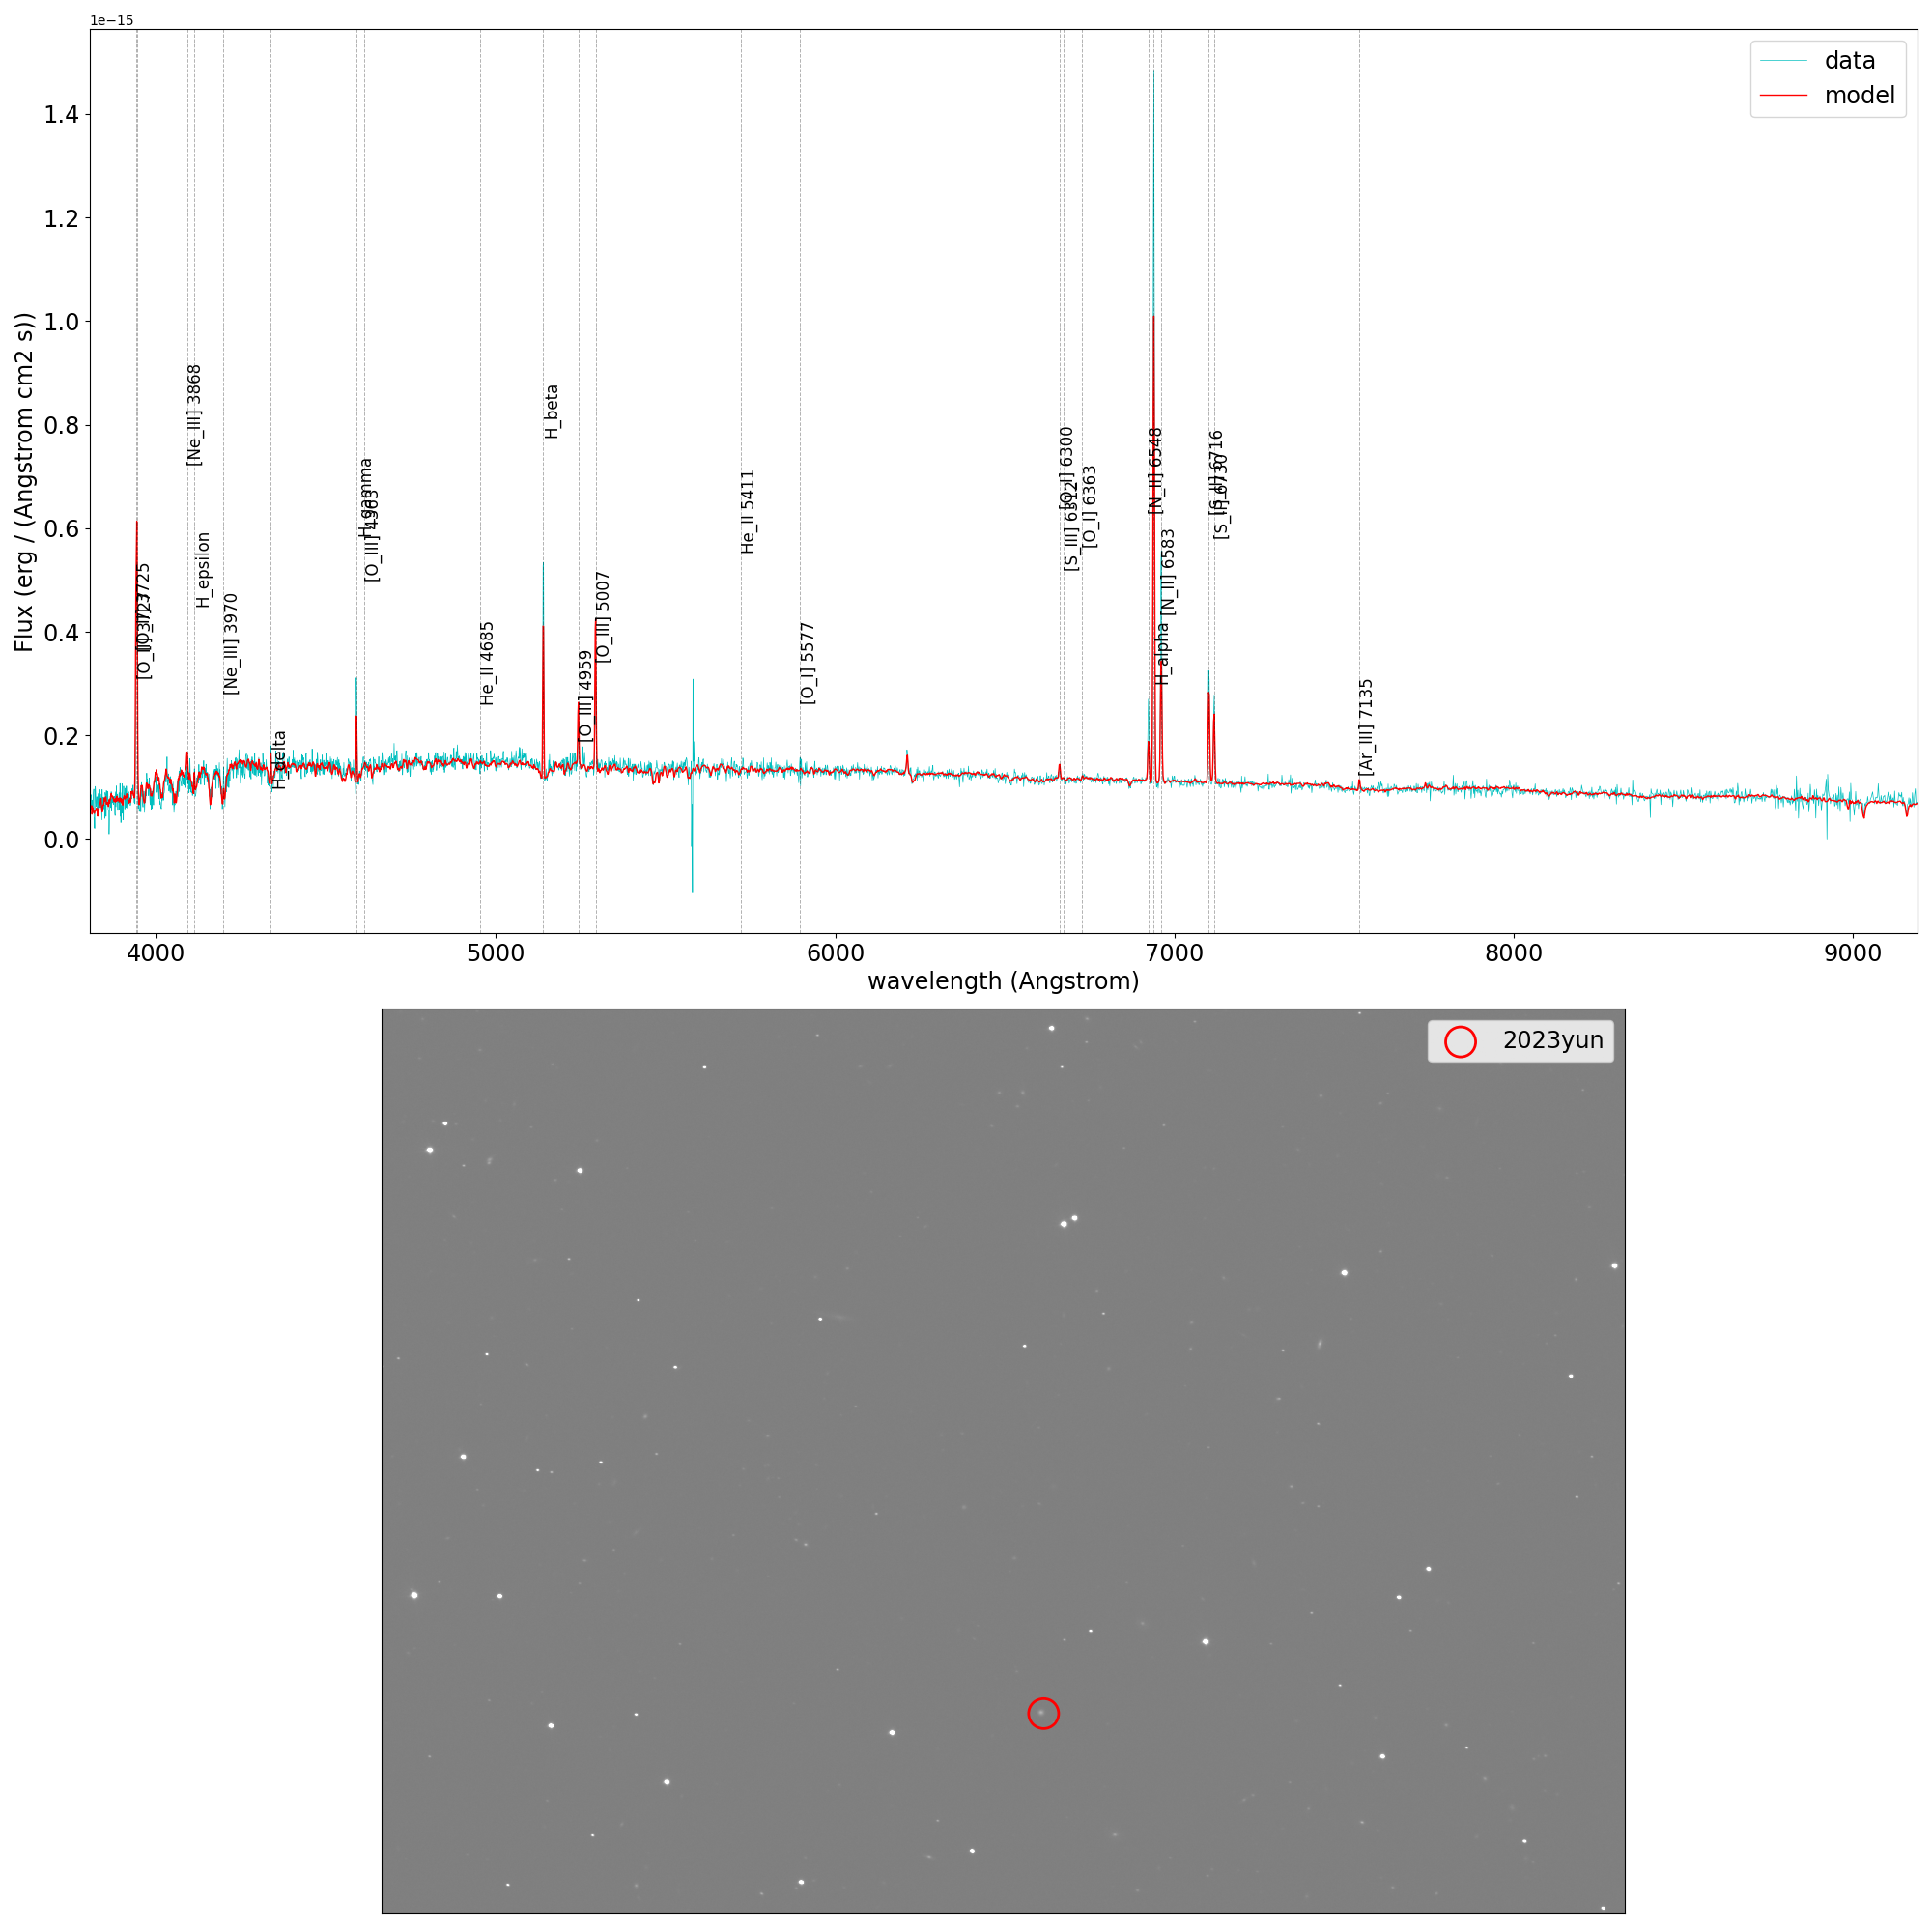 1e−15
data
model
Flux (erg / (Angstrom cm2 s))
1.4
1.2
1.0
0.8
0.6
0.4
0.2
0.0
[Ne_III] 3868
H_epsilon
[Ne_III] 3970
H_delta
H_gamma
He_II 4685
H_beta
[O_III] 4959
[O_III] 5007
He_II 5411
[O_I] 5577
[O_I] 6300
[S_III] 6312
[O_I] 6363
[N_II] 6548
H_alpha
[N_II] 6583
[S_II] 6730
[Ar_III] 7135
4000 5000 6000 7000 8000 9000
wavelength (Angstrom)
2023yun